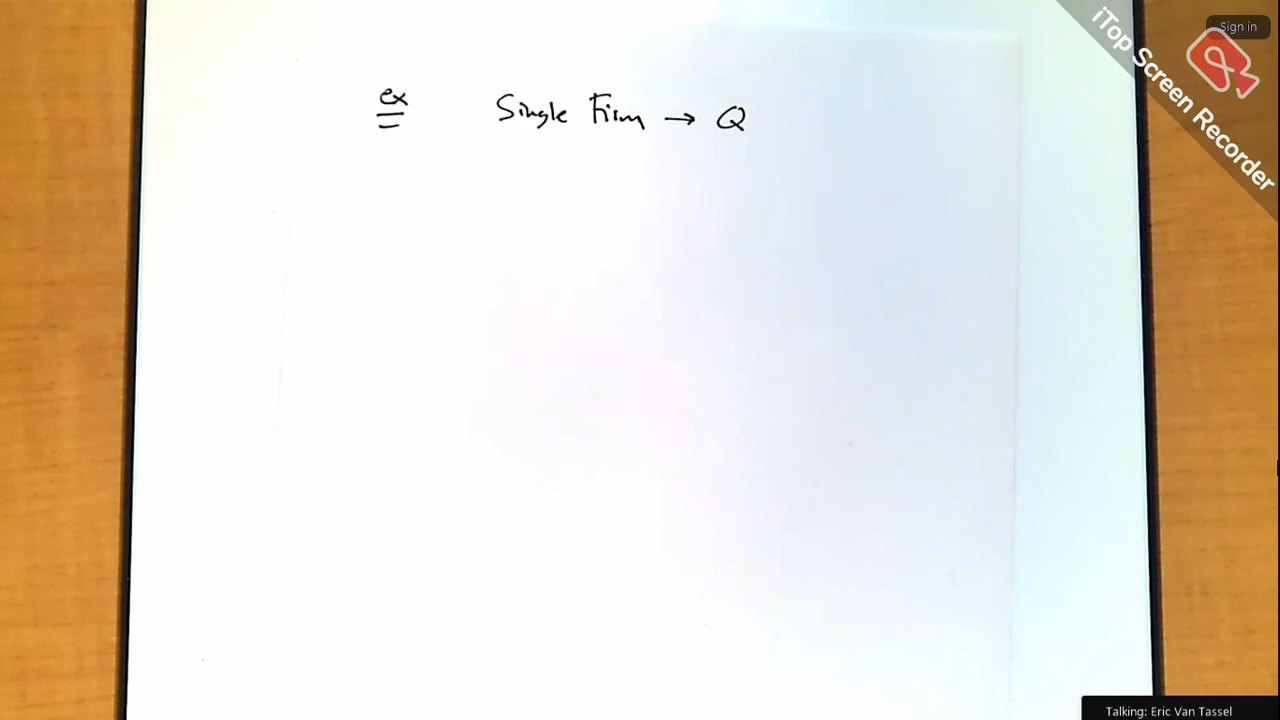 Sign in
iTop Screen Recorder
ex Single Firm → Q
Talking: Eric Van Tassel